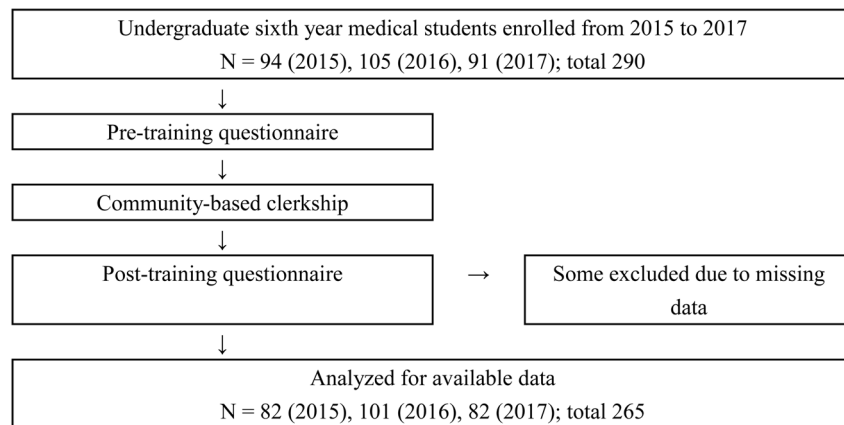 Undergraduate sixth year medical students enrolled from 2015 to 2017
N = 94 (2015), 105 (2016), 91 (2017); total 290
↓
Pre-training questionnaire
↓
Community-based clerkship
↓
Post-training questionnaire
→
Some excluded due to missing
data
↓
Analyzed for available data
N = 82 (2015), 101 (2016), 82 (2017); total 265